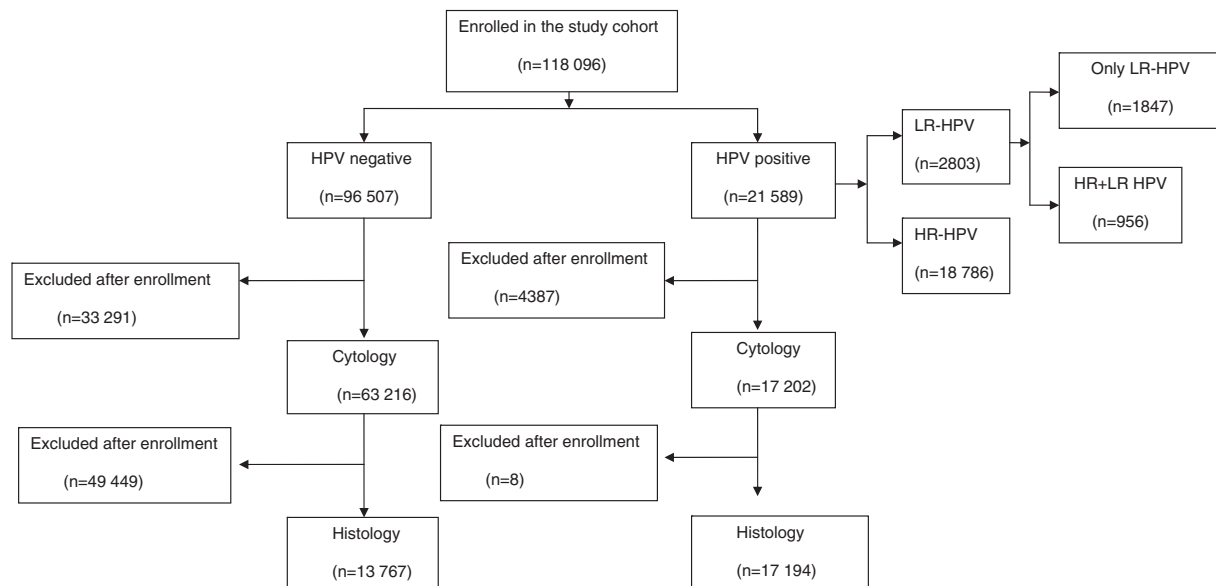 Enrolled in the study cohort
(n=118 096)
Only LR-HPV
(n=1847)
LR-HPV
(n=2803)
HPV negative
(n=96 507)
HPV positive
(n=21 589)
HR+LR HPV
(n=956)
HR-HPV
(n=18 786)
Excluded after enrollment
(n=33 291)
Excluded after enrollment
(n=4387)
Cytology
(n=63 216)
Cytology
(n=17 202)
Excluded after enrollment
(n=49 449)
Excluded after enrollment
(n=8)
Histology
(n=13 767)
Histology
(n=17 194)